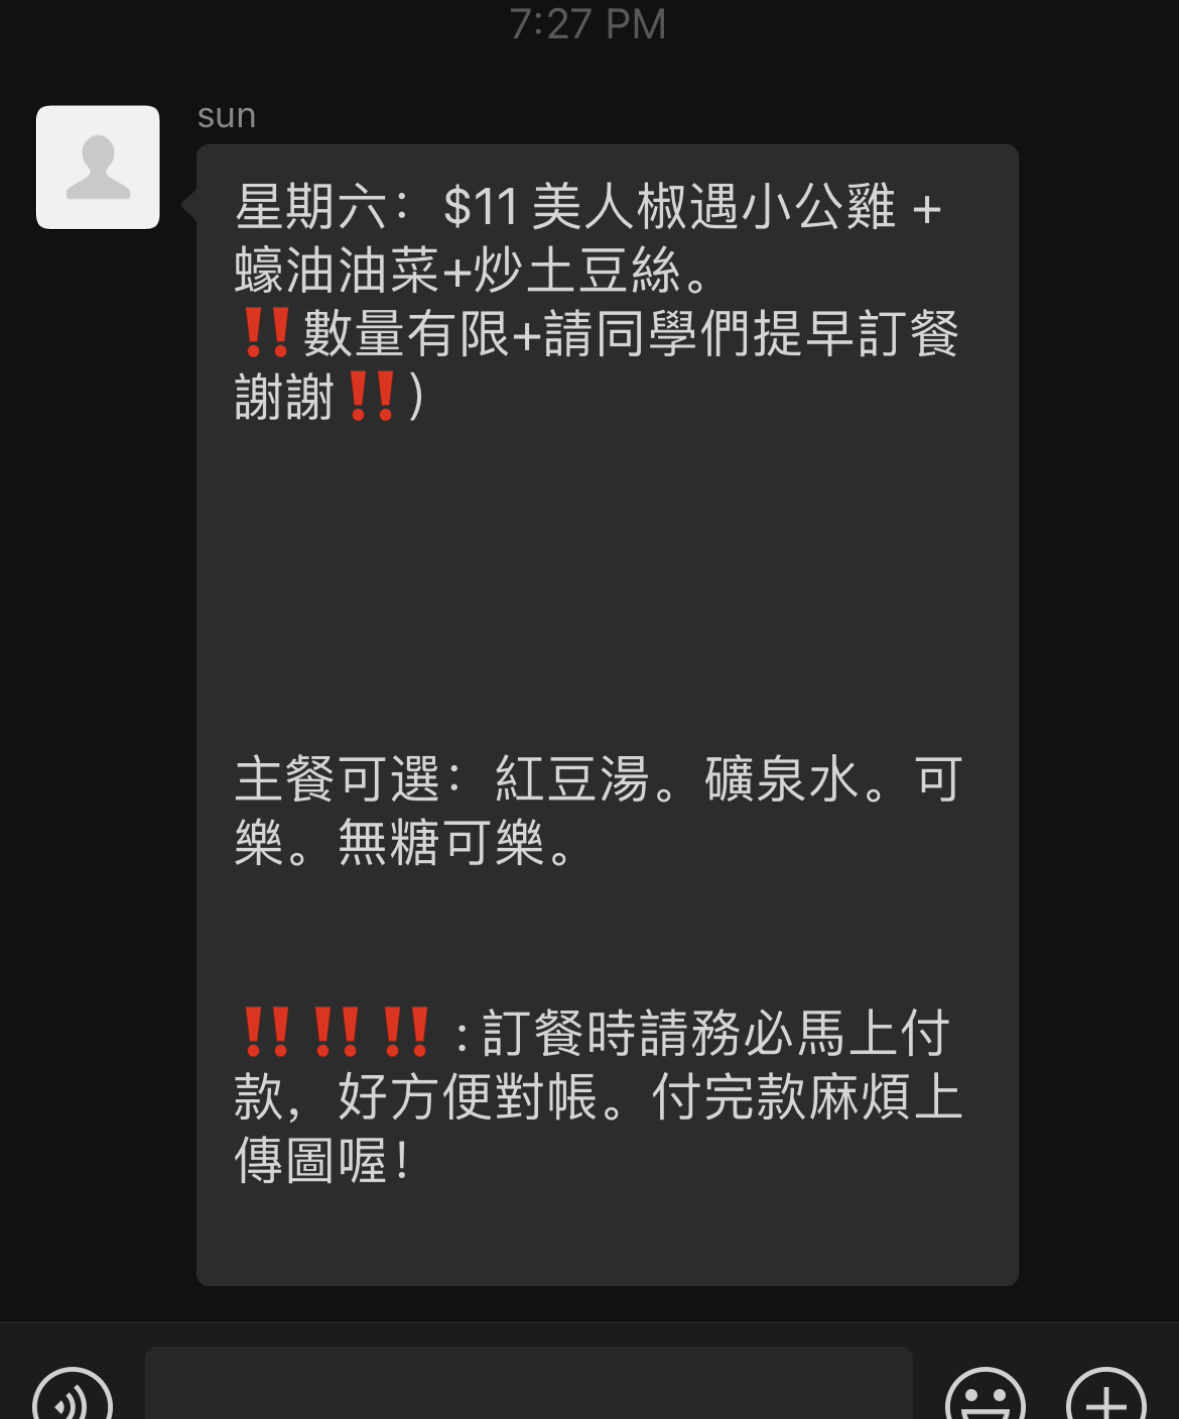 7:27 PM
sun
星期六：$11 美人椒遇小公雞 +
蠔油油菜+炒土豆絲。
‼️數量有限+請同學們提早訂餐
謝謝‼️)
主餐可選：紅豆湯。礦泉水。可
樂。無糖可樂。
‼️‼️‼️ : 訂餐時請務必馬上付
款，好方便對帳。付完款麻煩上
傳圖喔！